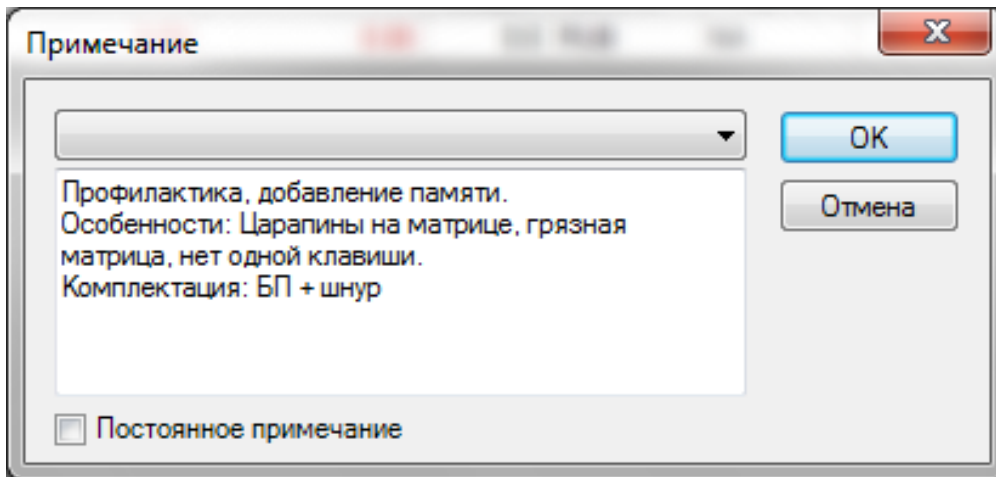 Примечание
OK
Профилактика, добавление памяти.
Особенности: Царапины на матрице, грязная
матрица, нет одной клавиши.
Комплектация: БП + шнур
Отмена
Постоянное примечание